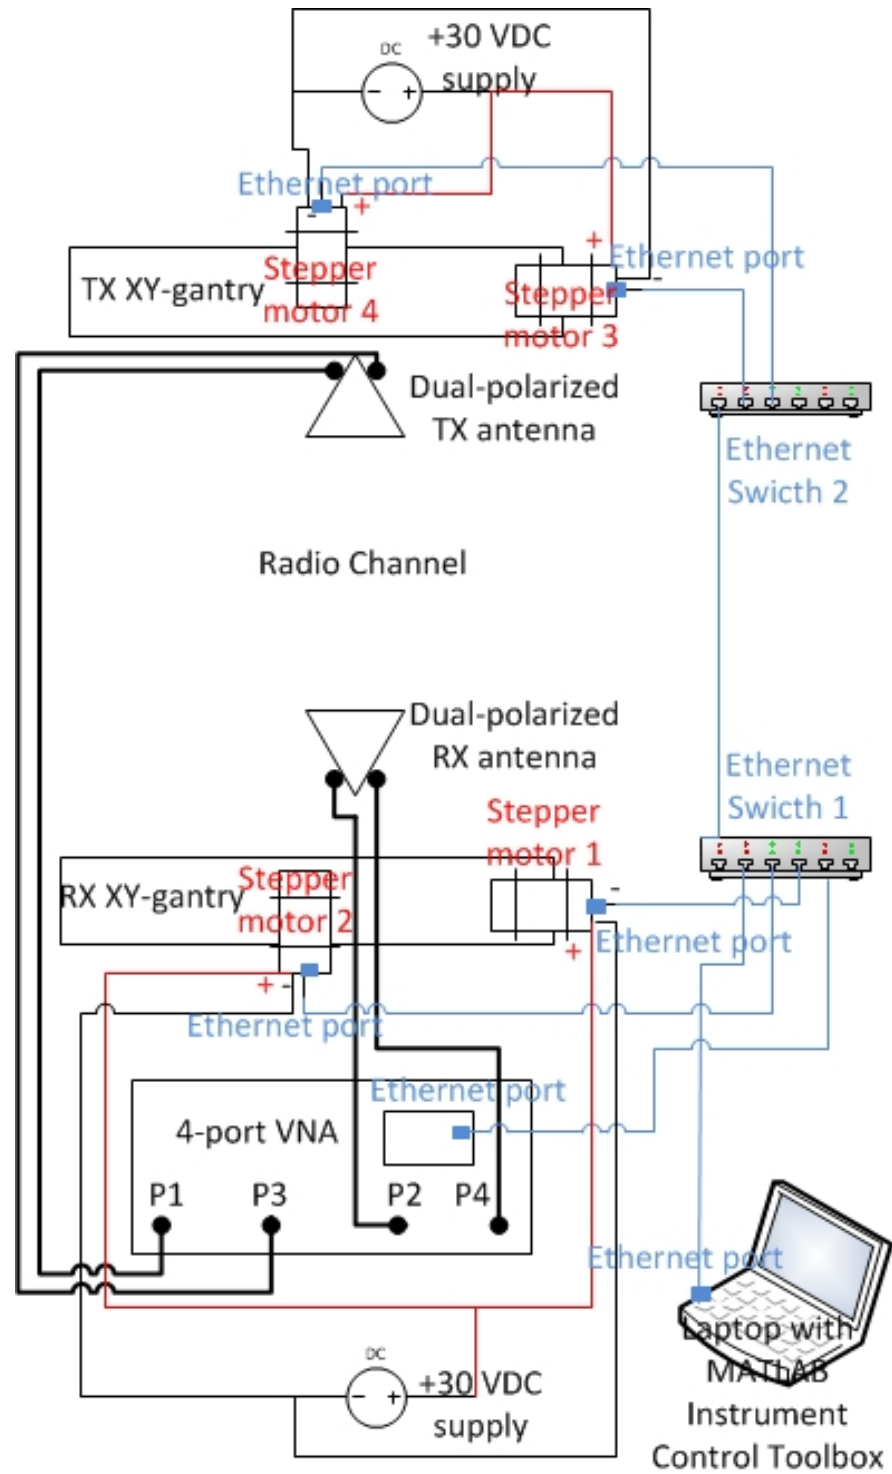 DC
+30 VDC
supply
- +
Ethernet port
- +
+
Ethernet port
-
TX XY-gantry
Stepper
motor 4
Stepper
motor 3
Dual-polarized
TX antenna
Ethernet
Swicth 2
Radio Channel
Dual-polarized
RX antenna
Ethernet
Swicth 1
Stepper
motor 1
RX XY-gantry
Stepper
motor 2
-
+
Ethernet port
+ -
Ethernet port
Ethernet port
4-port VNA
P1 P3 P2 P4
Ethernet port
Laptop with
MATLAB
Instrument
Control Toolbox
DC
- +
+30 VDC
supply